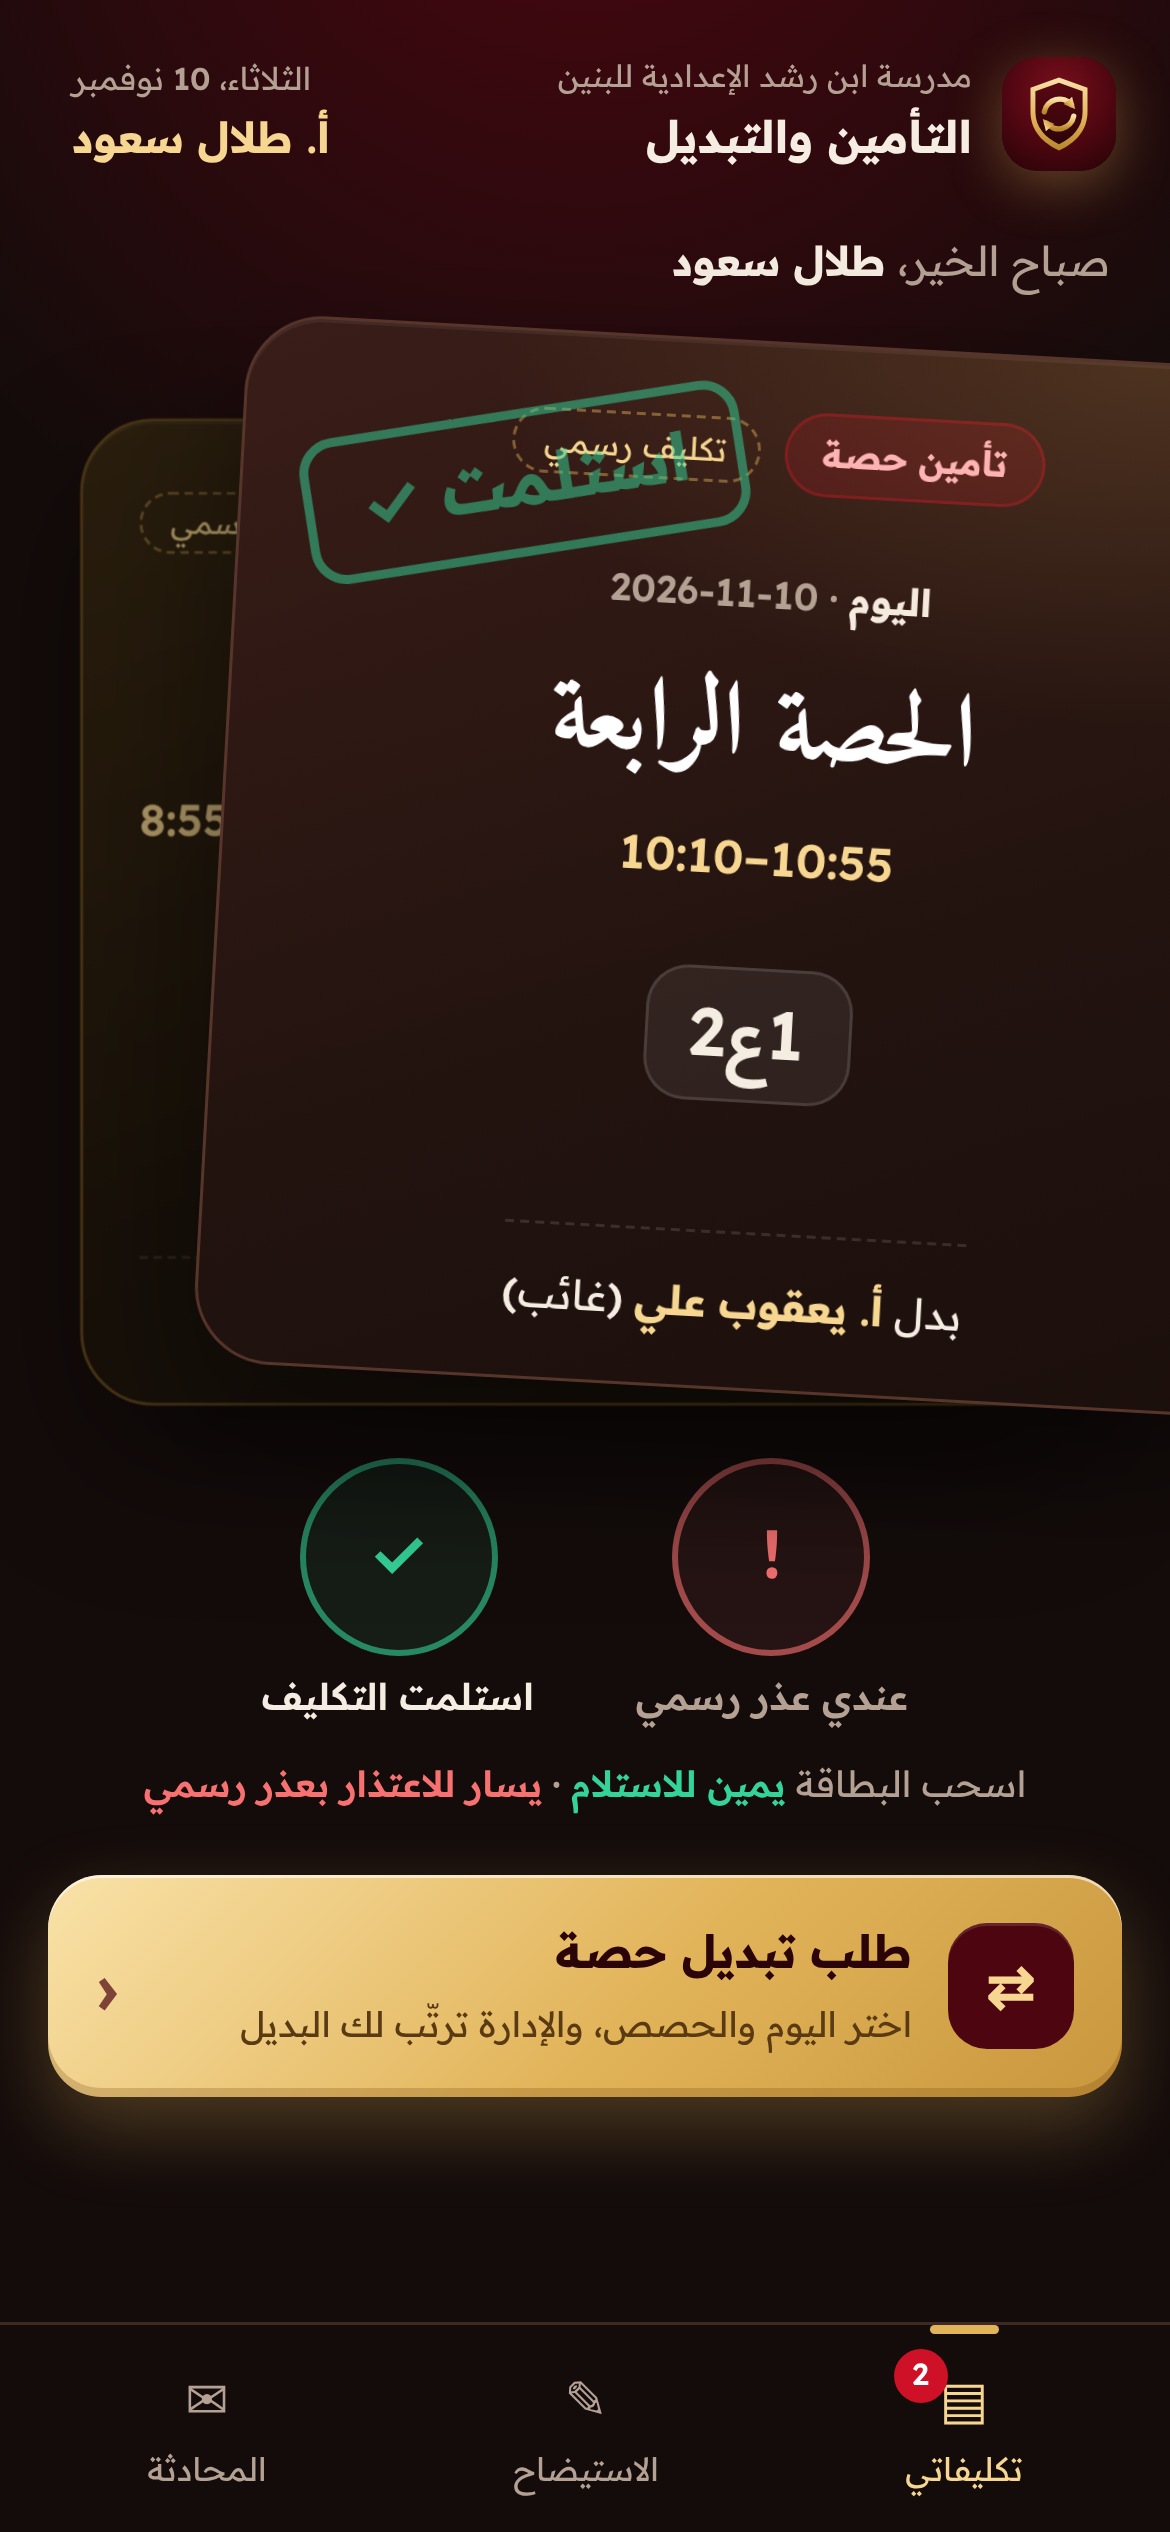 مدرسة ابن رشد الإعدادية للبنين
التأمين والتبديل
الثلاثاء، 10 نوفمبر
أ. طلال سعود
صباح الخير، طلال سعود
تأمين حصة
تكليف رسمي
استلمت ✓
اليوم · 2026-11-10
الحصة الرابعة
10:10–10:55
1ع2
بدل أ. يعقوب علي (غائب)
8:55
!
✓
عندي عذر رسمي
استلمت التكليف
اسحب البطاقة يمين للاستلام · يسار للاعتذار بعذر رسمي
طلب تبديل حصة
اختر اليوم والحصص، والإدارة ترتّب لك البديل
2
تكليفاتي
الاستيضاح
المحادثة